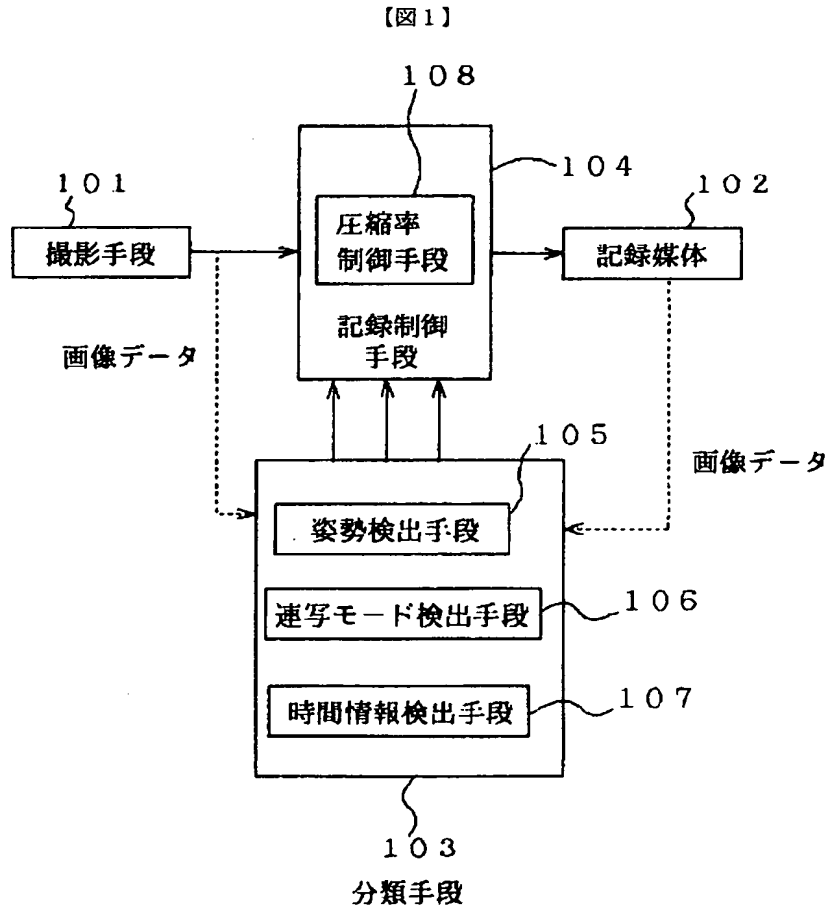 【図1】
108
104
101
102
撮影手段
圧縮率
制御手段
記録媒体
記録制御
手段
画像データ
105
画像データ
姿勢検出手段
106
連写モード検出手段
107
時間情報検出手段
103
分類手段